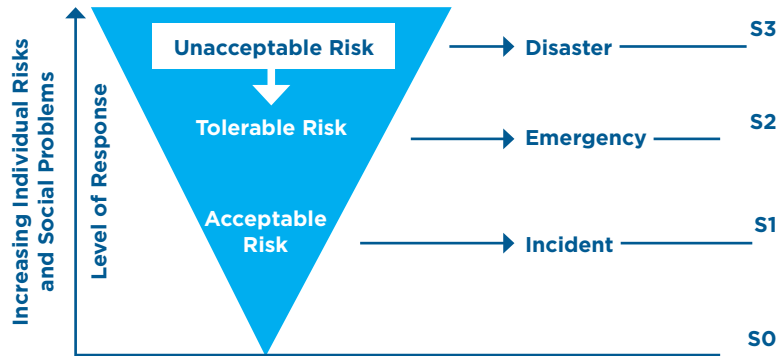 Increasing Individual Risks
and Social Problems
Level of Response
Unacceptable Risk
Disaster
S3
Tolerable Risk
Emergency
S2
Acceptable
Risk
Incident
S1
S0